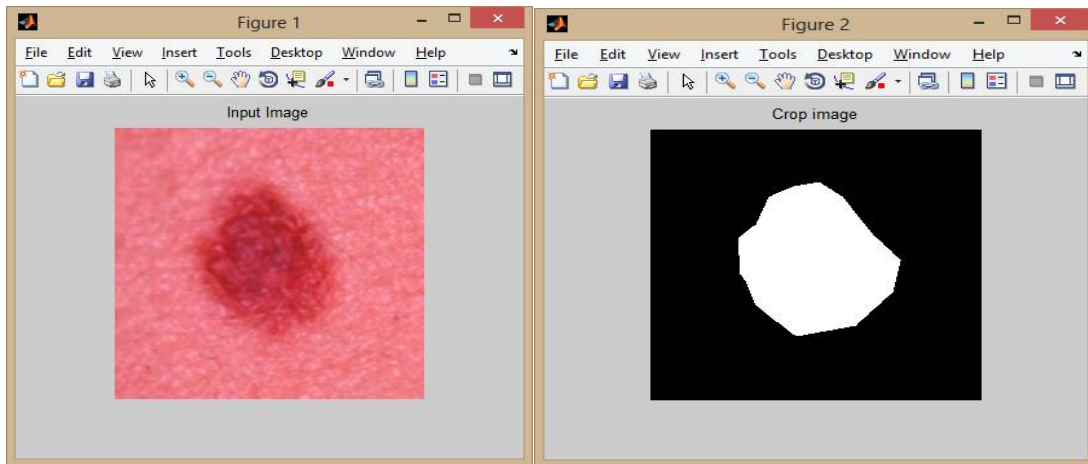 Figure 1
File Edit View Insert Tools Desktop Window Help
Input Image
Figure 2
File Edit View Insert Tools Desktop Window Help
Crop image